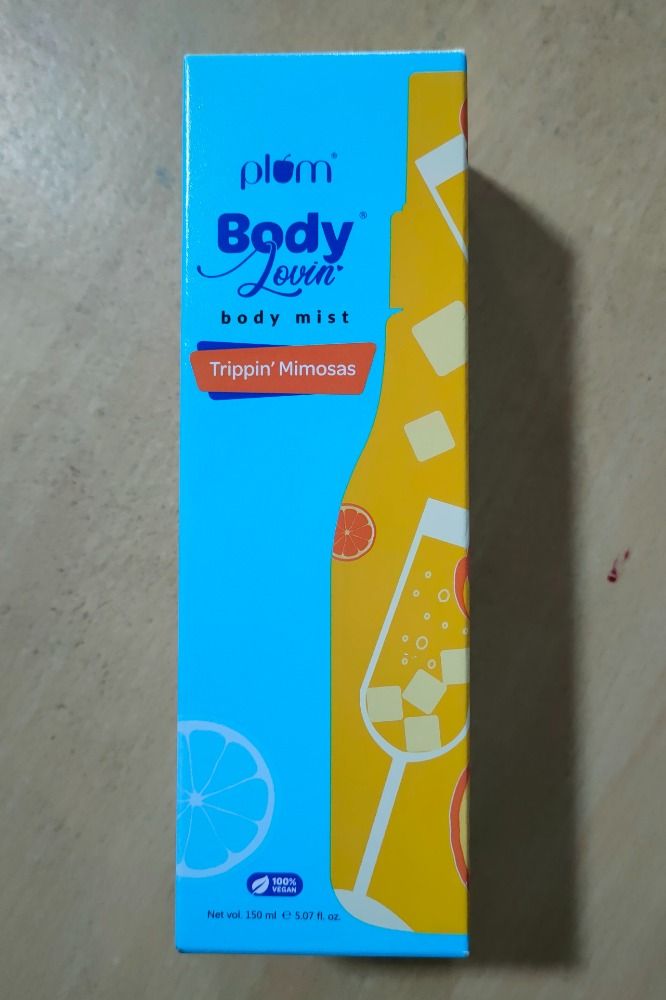 plum®
Body®
Lovin'
body mist
Trippin' Mimosas
100%
VEGAN
Net vol. 150 ml ℮ 5.07 fl. oz.